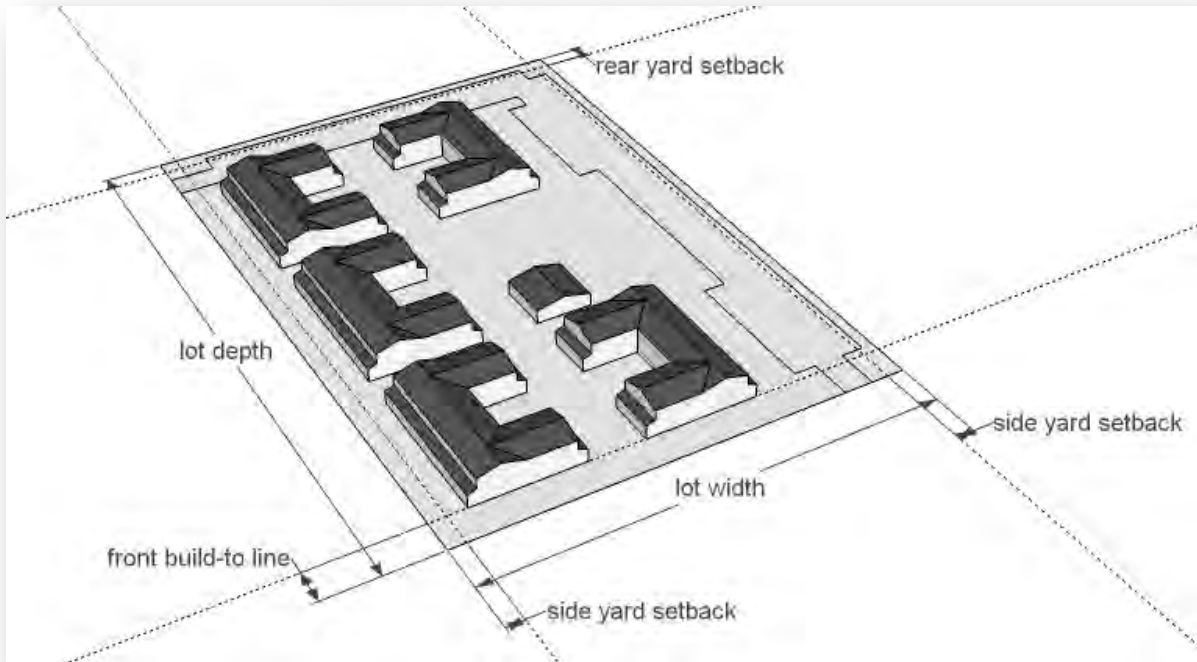 rear yard setback
lot depth
side yard setback
lot width
front build-to line
side yard setback